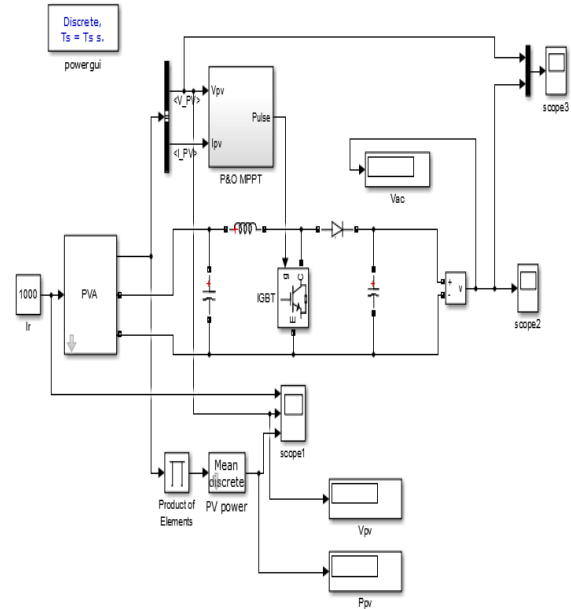 Discrete,
Ts = Ts s.
powergui
<V_PV>
<I_PV>
Vpv
Ipv
Pulse
P&O MPPT
scope3
Vac
1000
Ir
PVA
g
C
E
IGBT
+
-
v
scope2
scope1
Product of
Elements
Mean
discrete
PV power
Vpv
Ppv